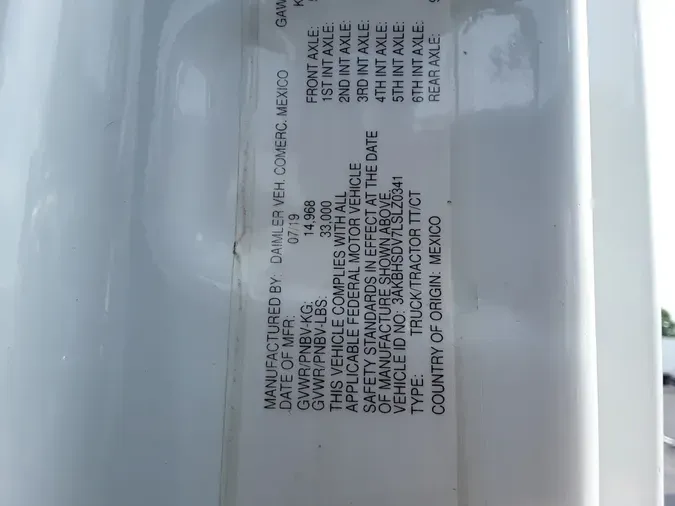 MANUFACTURED BY: DAIMLER VEH. COMERC. MEXICO
DATE OF MFR: 07/19
GVWR/PNBV-KG: 14,968
GVWR/PNBV-LBS: 33,000
THIS VEHICLE COMPLIES WITH ALL
APPLICABLE FEDERAL MOTOR VEHICLE
SAFETY STANDARDS IN EFFECT AT THE DATE
OF MANUFACTURE SHOWN ABOVE.
VEHICLE ID NO: 3AKBHSDV7LSLZ0341
TYPE: TRUCK/TRACTOR TT/CT
COUNTRY OF ORIGIN: MEXICO
GAW
K
FRONT AXLE:
1ST INT AXLE:
2ND INT AXLE:
3RD INT AXLE:
4TH INT AXLE:
5TH INT AXLE:
6TH INT AXLE:
REAR AXLE: